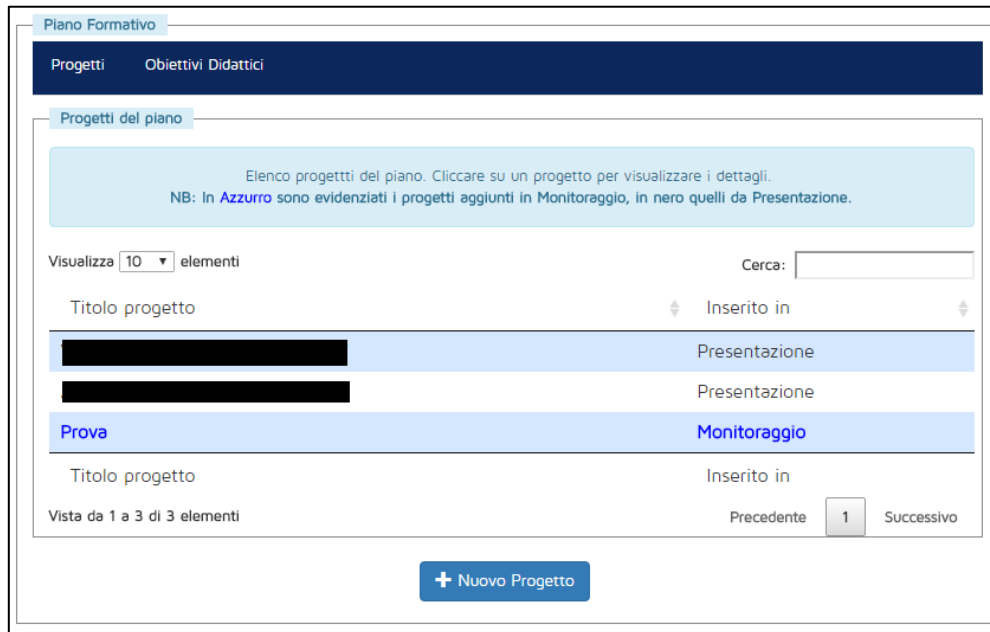 Piano Formativo
Progetti Obiettivi Didattici
Progetti del piano
Elenco progettti del piano. Cliccare su un progetto per visualizzare i dettagli.
NB: In Azzurro sono evidenziati i progetti aggiunti in Monitoraggio, in nero quelli da Presentazione.
Visualizza 10 elementi Cerca:
Titolo progetto Inserito in
Presentazione
Presentazione
Prova Monitoraggio
Titolo progetto Inserito in
Vista da 1 a 3 di 3 elementi Precedente 1 Successivo
+ Nuovo Progetto